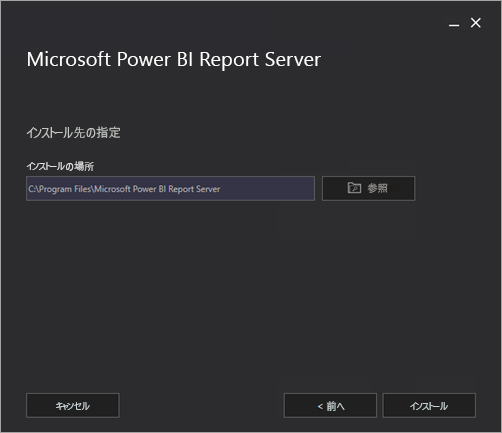 Microsoft Power BI Report Server
インストール先の指定
インストールの場所
C:\Program Files\Microsoft Power BI Report Server
参照
キャンセル
< 前へ
インストール